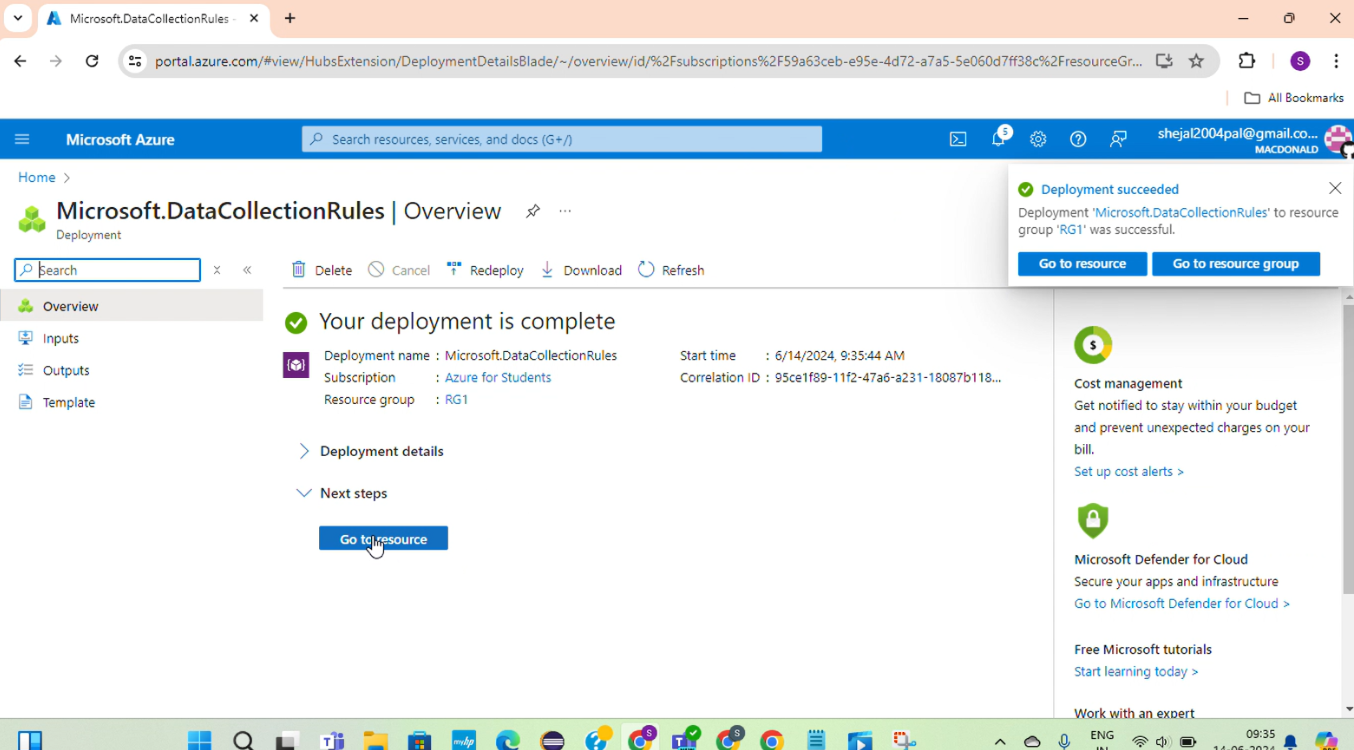 Microsoft.DataCollectionRules -
portal.azure.com/#view/HubsExtension/DeploymentDetailsBlade/~/overview/id/%2Fsubscriptions%2F59a63ceb-e95e-4d72-a7a5-5e060d7ff38c%2FresourceGr...
S
All Bookmarks
Microsoft Azure
Search resources, services, and docs (G+/)
5
shejal2004pal@gmail.co...
MACDONALD
Home >
Microsoft.DataCollectionRules | Overview
Deployment
Deployment succeeded
Deployment 'Microsoft.DataCollectionRules' to resource
group 'RG1' was successful.
Go to resource
Go to resource group
Search
Delete
Cancel
Redeploy
Download
Refresh
Overview
Inputs
Outputs
Template
Your deployment is complete
Deployment name : Microsoft.DataCollectionRules
Subscription : Azure for Students
Resource group : RG1
Start time : 6/14/2024, 9:35:44 AM
Correlation ID : 95ce1f89-11f2-47a6-a231-18087b118...
Deployment details
Next steps
Go to resource
Cost management
Get notified to stay within your budget
and prevent unexpected charges on your
bill.
Set up cost alerts >
Microsoft Defender for Cloud
Secure your apps and infrastructure
Go to Microsoft Defender for Cloud >
Free Microsoft tutorials
Start learning today >
Work with an expert
myhp
S
S
ENG
IN
09:35
14-06-2024